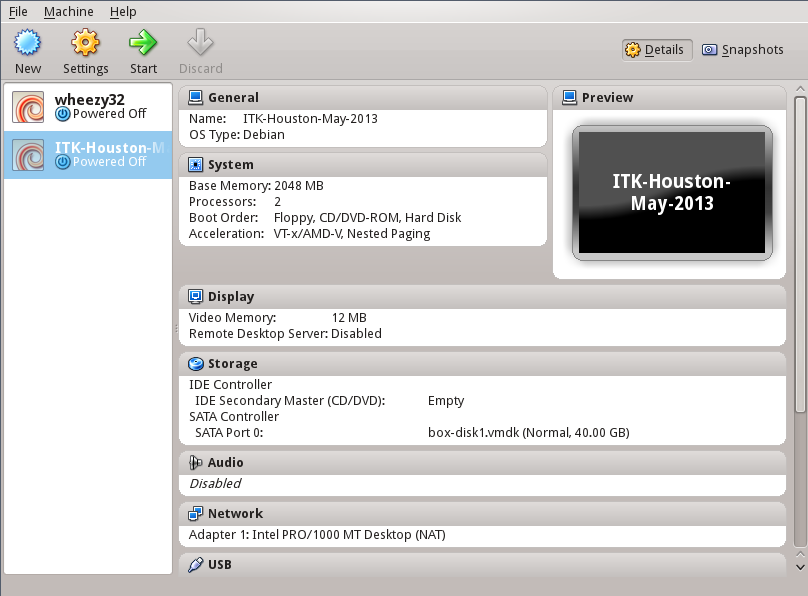 File Machine Help
New Settings Start Discard Details Snapshots
wheezy32
Powered Off
ITK-Houston-M
Powered Off
General
Name: ITK-Houston-May-2013
OS Type: Debian
System
Base Memory: 2048 MB
Processors: 2
Boot Order: Floppy, CD/DVD-ROM, Hard Disk
Acceleration: VT-x/AMD-V, Nested Paging
Preview
ITK-Houston-
May-2013
Display
Video Memory: 12 MB
Remote Desktop Server: Disabled
Storage
IDE Controller
IDE Secondary Master (CD/DVD): Empty
SATA Controller
SATA Port 0: box-disk1.vmdk (Normal, 40.00 GB)
Audio
Disabled
Network
Adapter 1: Intel PRO/1000 MT Desktop (NAT)
USB